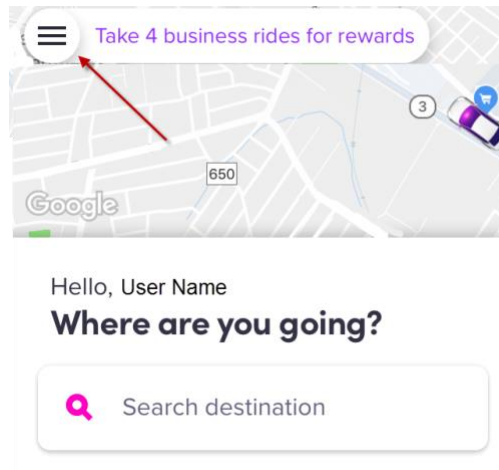 Take 4 business rides for rewards
3
650
Google
Hello, User Name
Where are you going?
Search destination